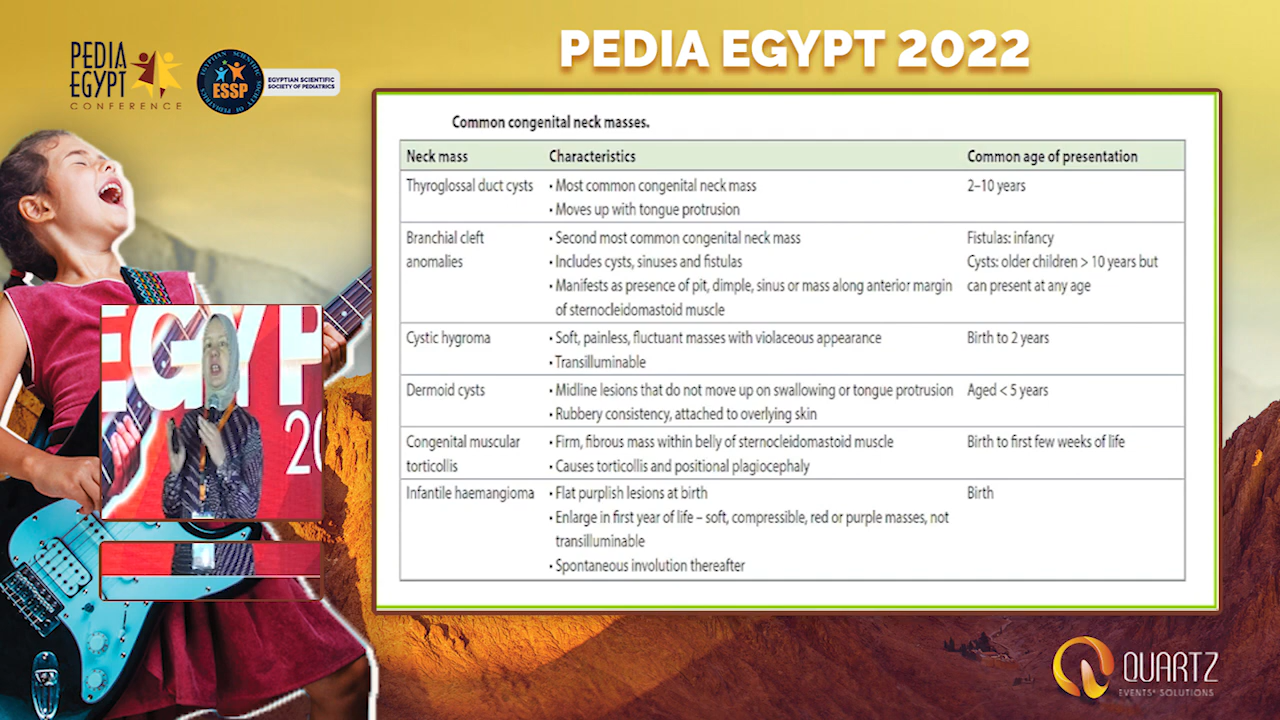 PEDIA EGYPT 2022
PEDIA
EGYPT
CONFERENCE
EGYPTIAN SCIENTIFIC SOCIETY OF PEDIATRICS
ESSP
EGYPTIAN SCIENTIFIC
SOCIETY OF PEDIATRICS
Common congenital neck masses.
Neck mass Characteristics Common age of presentation
Thyroglossal duct cysts • Most common congenital neck mass 2–10 years
• Moves up with tongue protrusion
Branchial cleft • Second most common congenital neck mass Fistulas: infancy
anomalies • Includes cysts, sinuses and fistulas Cysts: older children > 10 years but
• Manifests as presence of pit, dimple, sinus or mass along anterior margin can present at any age
of sternocleidomastoid muscle
Cystic hygroma • Soft, painless, fluctuant masses with violaceous appearance Birth to 2 years
• Transilluminable
Dermoid cysts • Midline lesions that do not move up on swallowing or tongue protrusion Aged < 5 years
• Rubbery consistency, attached to overlying skin
Congenital muscular • Firm, fibrous mass within belly of sternocleidomastoid muscle Birth to first few weeks of life
torticollis • Causes torticollis and positional plagiocephaly
Infantile haemangioma • Flat purplish lesions at birth Birth
• Enlarge in first year of life – soft, compressible, red or purple masses, not
transilluminable
• Spontaneous involution thereafter
EGYP
20
QUARTZ
EVENTS' SOLUTIONS